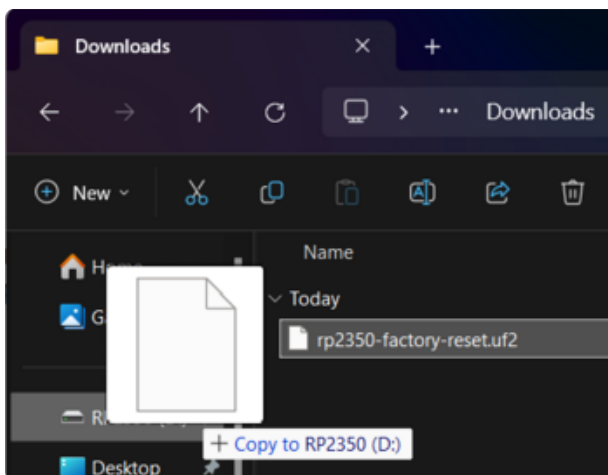 Downloads
Downloads
New
Name
Today
rp2350-factory-reset.uf2
+ Copy to RP2350 (D:)
Desktop